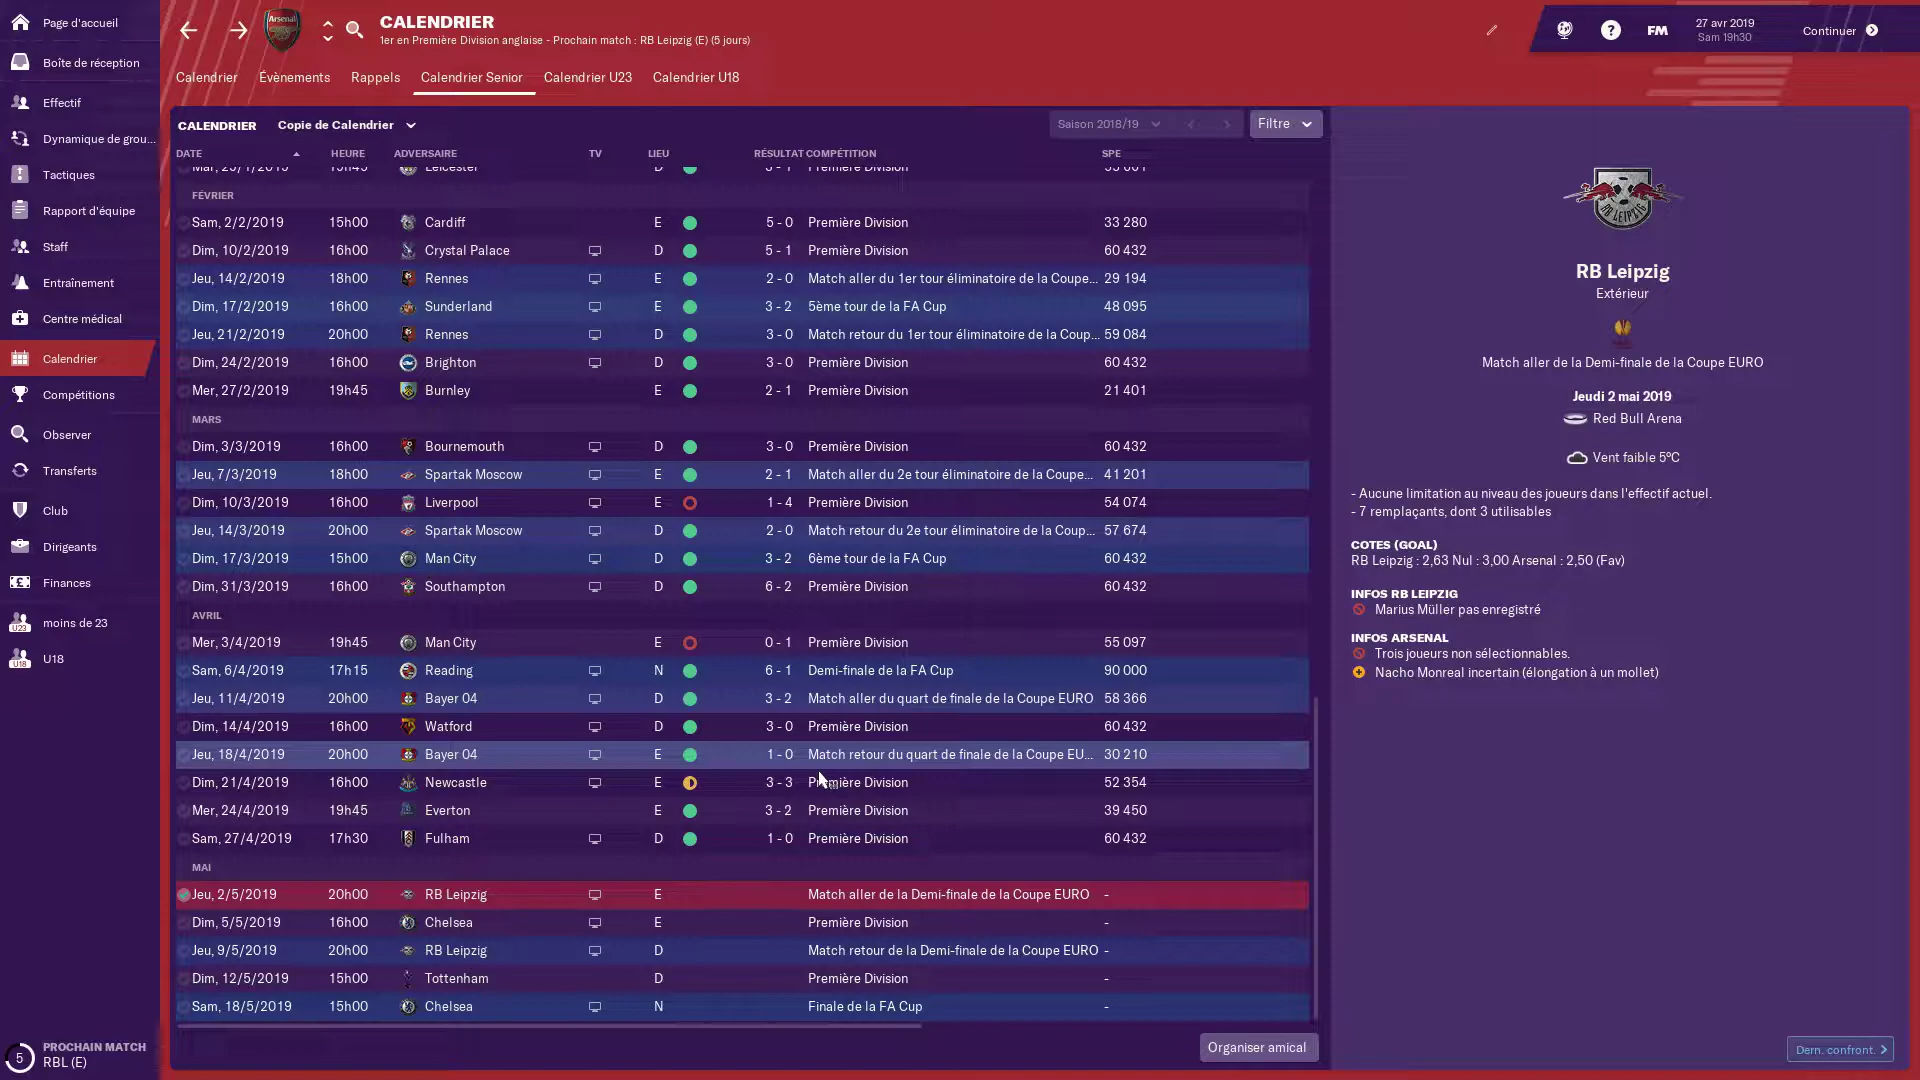 Page d'accueil
Boîte de réception
Effectif
Dynamique de grou...
Tactiques
Rapport d'équipe
Staff
Entraînement
Centre médical
Calendrier
Compétitions
Observer
Transferts
Club
Dirigeants
Finances
U23 moins de 23
U18 U18
5 PROCHAIN MATCH
RBL (E)
Arsenal
CALENDRIER
1er en Première Division anglaise - Prochain match : RB Leipzig (E) (5 jours)
? FM 27 avr 2019
Sam 19h30
Continuer
Calendrier Évènements Rappels Calendrier Senior Calendrier U23 Calendrier U18
CALENDRIER Copie de Calendrier Saison 2018/19 Filtre
DATE HEURE ADVERSAIRE TV LIEU RÉSULTAT COMPÉTITION SPE
Mar, 29/1/2019 19h45 Leicester D 3 - 1 Première Division
FÉVRIER
Sam, 2/2/2019 15h00 Cardiff E 5 - 0 Première Division 33 280
Dim, 10/2/2019 16h00 Crystal Palace D 5 - 1 Première Division 60 432
Jeu, 14/2/2019 18h00 Rennes E 2 - 0 Match aller du 1er tour éliminatoire de la Coupe... 29 194
Dim, 17/2/2019 16h00 Sunderland E 3 - 2 5ème tour de la FA Cup 48 095
Jeu, 21/2/2019 20h00 Rennes D 3 - 0 Match retour du 1er tour éliminatoire de la Coup... 59 084
Dim, 24/2/2019 16h00 Brighton D 3 - 0 Première Division 60 432
Mer, 27/2/2019 19h45 Burnley E 2 - 1 Première Division 21 401
MARS
Dim, 3/3/2019 16h00 Bournemouth D 3 - 0 Première Division 60 432
Jeu, 7/3/2019 18h00 Spartak Moscow E 2 - 1 Match aller du 2e tour éliminatoire de la Coupe... 41 201
Dim, 10/3/2019 16h00 Liverpool E 1 - 4 Première Division 54 074
Jeu, 14/3/2019 20h00 Spartak Moscow D 2 - 0 Match retour du 2e tour éliminatoire de la Coup... 57 674
Dim, 17/3/2019 15h00 Man City D 3 - 2 6ème tour de la FA Cup 60 432
Dim, 31/3/2019 16h00 Southampton D 6 - 2 Première Division 60 432
AVRIL
Mer, 3/4/2019 19h45 Man City E 0 - 1 Première Division 55 097
Sam, 6/4/2019 17h15 Reading N 6 - 1 Demi-finale de la FA Cup 90 000
Jeu, 11/4/2019 20h00 Bayer 04 D 3 - 2 Match aller du quart de finale de la Coupe EURO 58 366
Dim, 14/4/2019 16h00 Watford D 3 - 0 Première Division 60 432
Jeu, 18/4/2019 20h00 Bayer 04 E 1 - 0 Match retour du quart de finale de la Coupe EU... 30 210
Dim, 21/4/2019 16h00 Newcastle E 3 - 3 Première Division 52 354
Mer, 24/4/2019 19h45 Everton E 3 - 2 Première Division 39 450
Sam, 27/4/2019 17h30 Fulham D 1 - 0 Première Division 60 432
MAI
Jeu, 2/5/2019 20h00 RB Leipzig E Match aller de la Demi-finale de la Coupe EURO -
Dim, 5/5/2019 16h00 Chelsea E Première Division -
Jeu, 9/5/2019 20h00 RB Leipzig D Match retour de la Demi-finale de la Coupe EURO -
Dim, 12/5/2019 15h00 Tottenham D Première Division -
Sam, 18/5/2019 15h00 Chelsea N Finale de la FA Cup -
Organiser amical
RB LEIPZIG
RB Leipzig
Extérieur
Match aller de la Demi-finale de la Coupe EURO
Jeudi 2 mai 2019
Red Bull Arena
Vent faible 5ºC
- Aucune limitation au niveau des joueurs dans l'effectif actuel.
- 7 remplaçants, dont 3 utilisables
COTES (GOAL)
RB Leipzig : 2,63 Nul : 3,00 Arsenal : 2,50 (Fav)
INFOS RB LEIPZIG
Marius Müller pas enregistré
INFOS ARSENAL
Trois joueurs non sélectionnables.
Nacho Monreal incertain (élongation à un mollet)
Dern. confront.